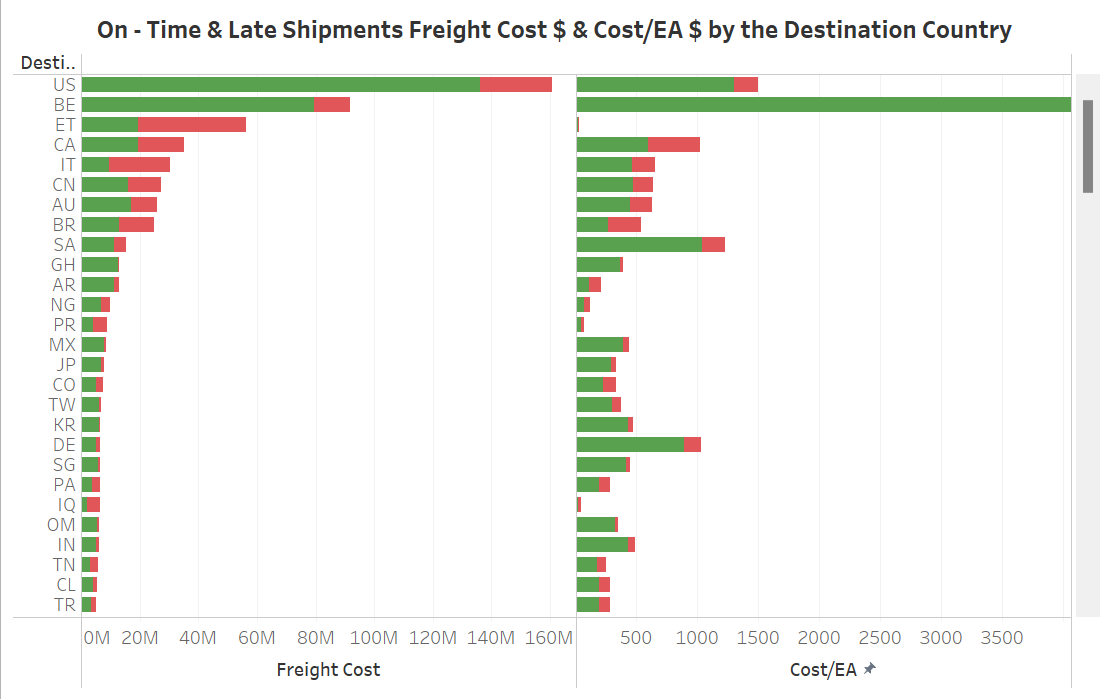 On - Time & Late Shipments Freight Cost $ & Cost/EA $ by the Destination Country
Desti..
US
BE
ET
CA
IT
CN
AU
BR
SA
GH
AR
NG
PR
MX
JP
CO
TW
KR
DE
SG
PA
IQ
OM
IN
TN
CL
TR
0M 20M 40M 60M 80M 100M 120M 140M 160M 500 1000 1500 2000 2500 3000 3500
Freight Cost Cost/EA